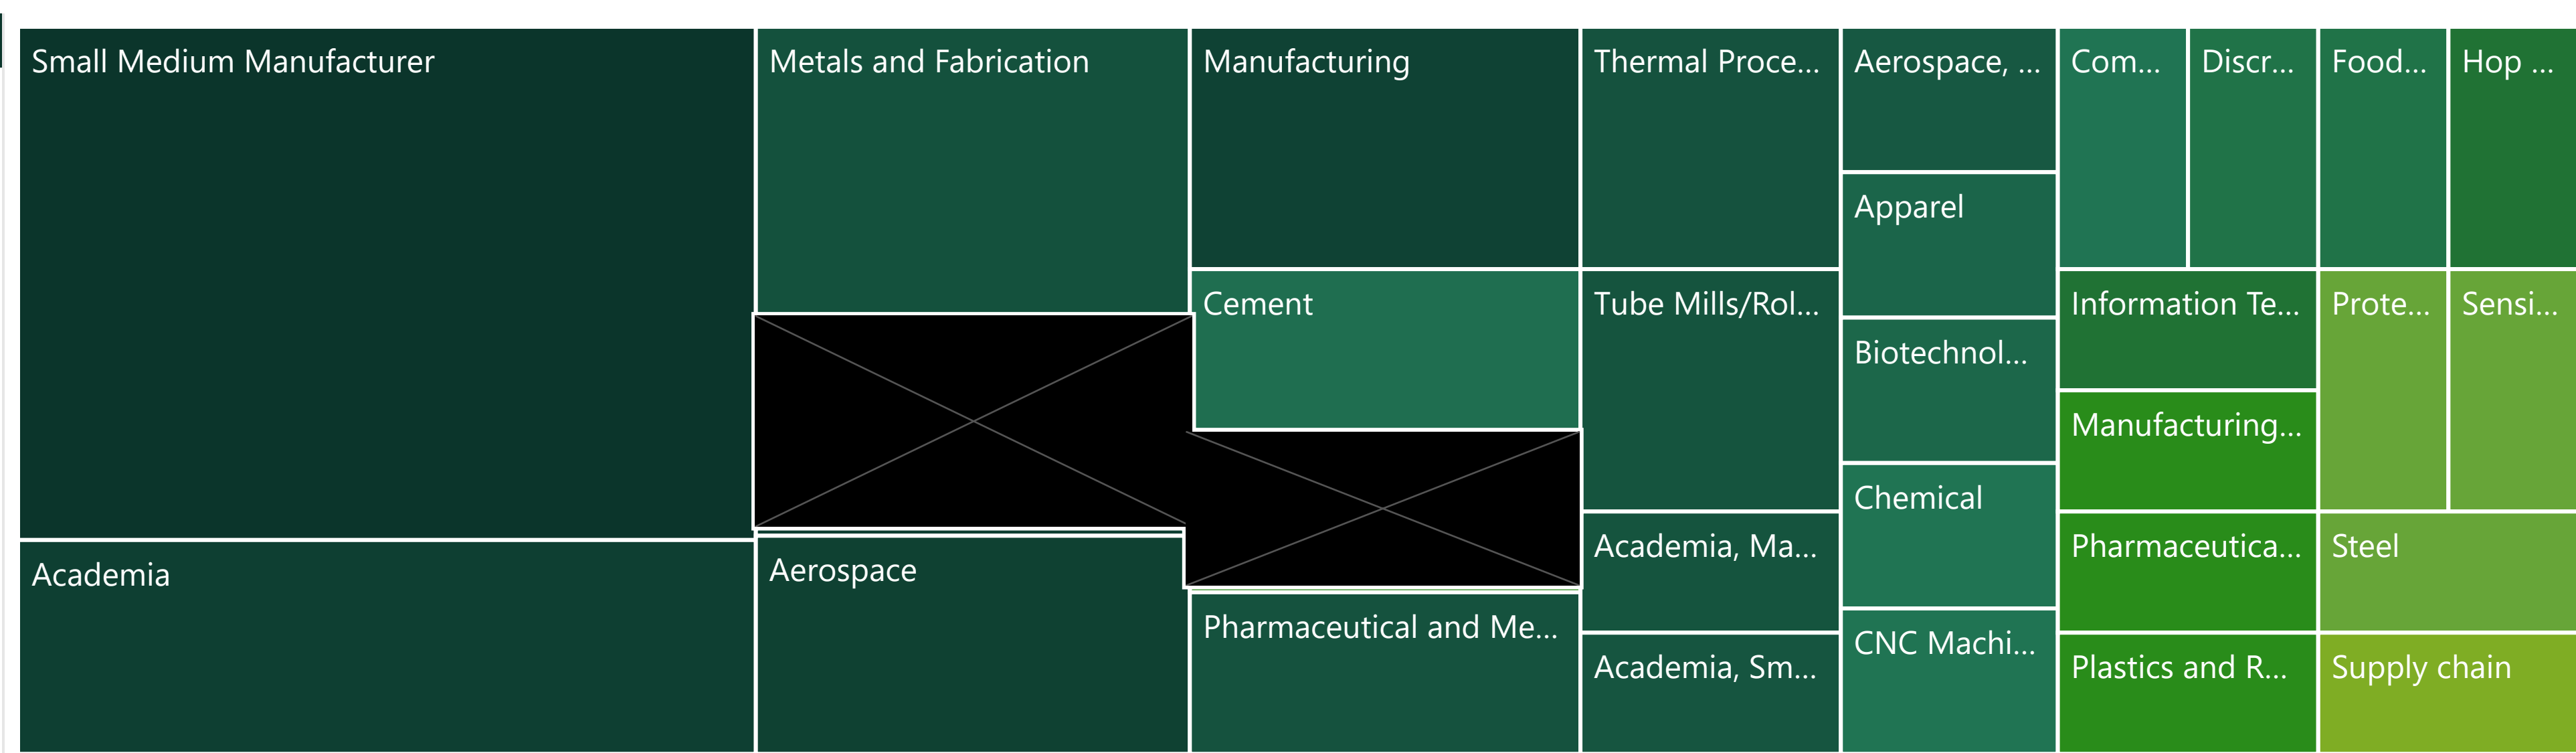 Small Medium Manufacturer
Academia
Metals and Fabrication
Aerospace
Manufacturing
Cement
Pharmaceutical and Me...
Thermal Proce...
Tube Mills/Rol...
Academia, Ma...
Academia, Sm...
Aerospace, ...
Apparel
Biotechnol...
Chemical
CNC Machi...
Com...
Discr...
Food...
Hop ...
Information Te...
Manufacturing...
Pharmaceutica...
Plastics and R...
Prote...
Sensi...
Steel
Supply chain